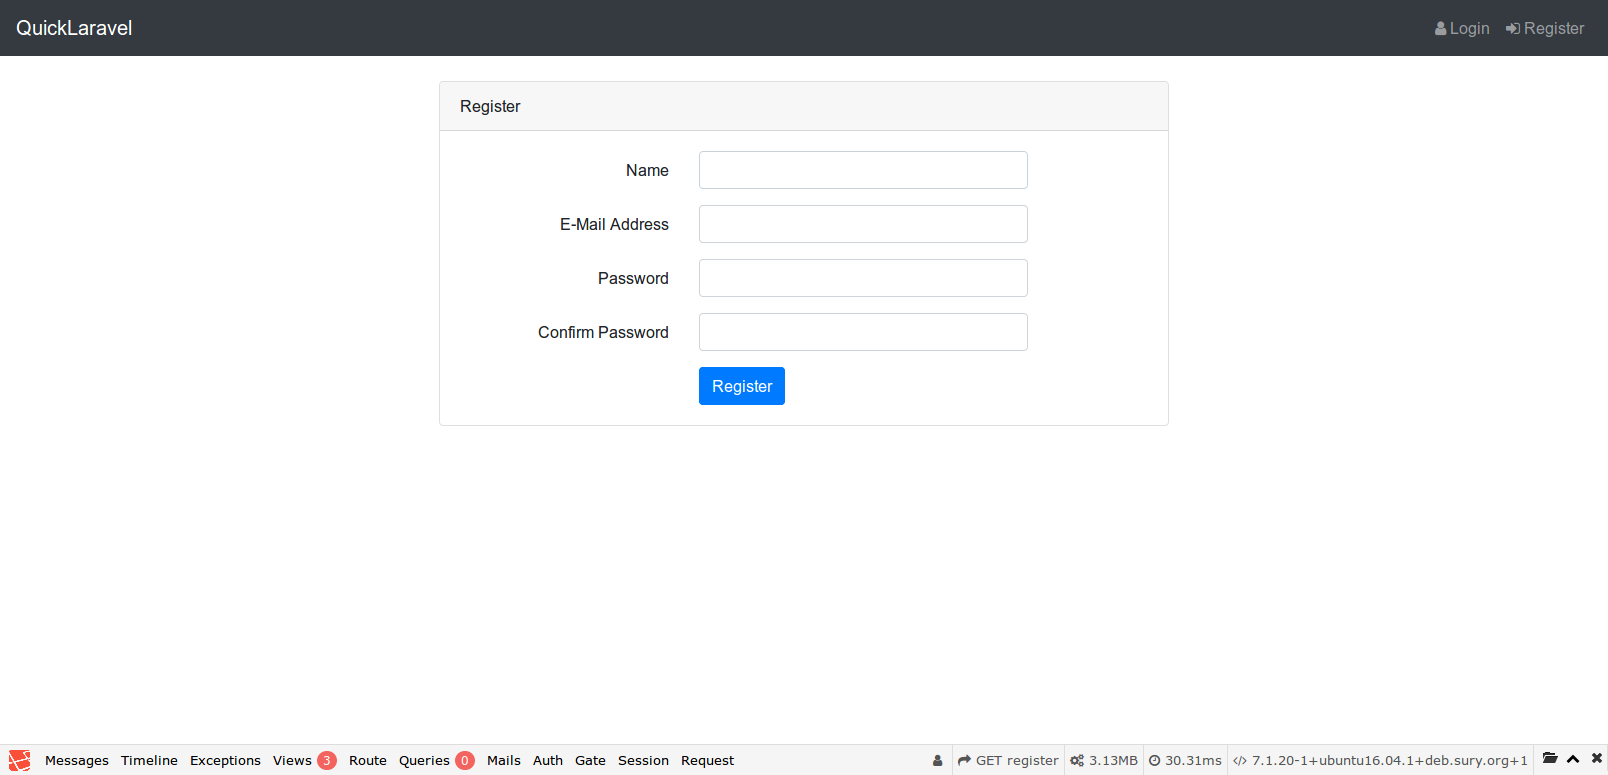 QuickLaravel Login Register
Register
Name
E-Mail Address
Password
Confirm Password
Register
Messages Timeline Exceptions Views 3 Route Queries 0 Mails Auth Gate Session Request GET register 3.13MB 30.31ms 7.1.20-1+ubuntu16.04.1+deb.sury.org+1